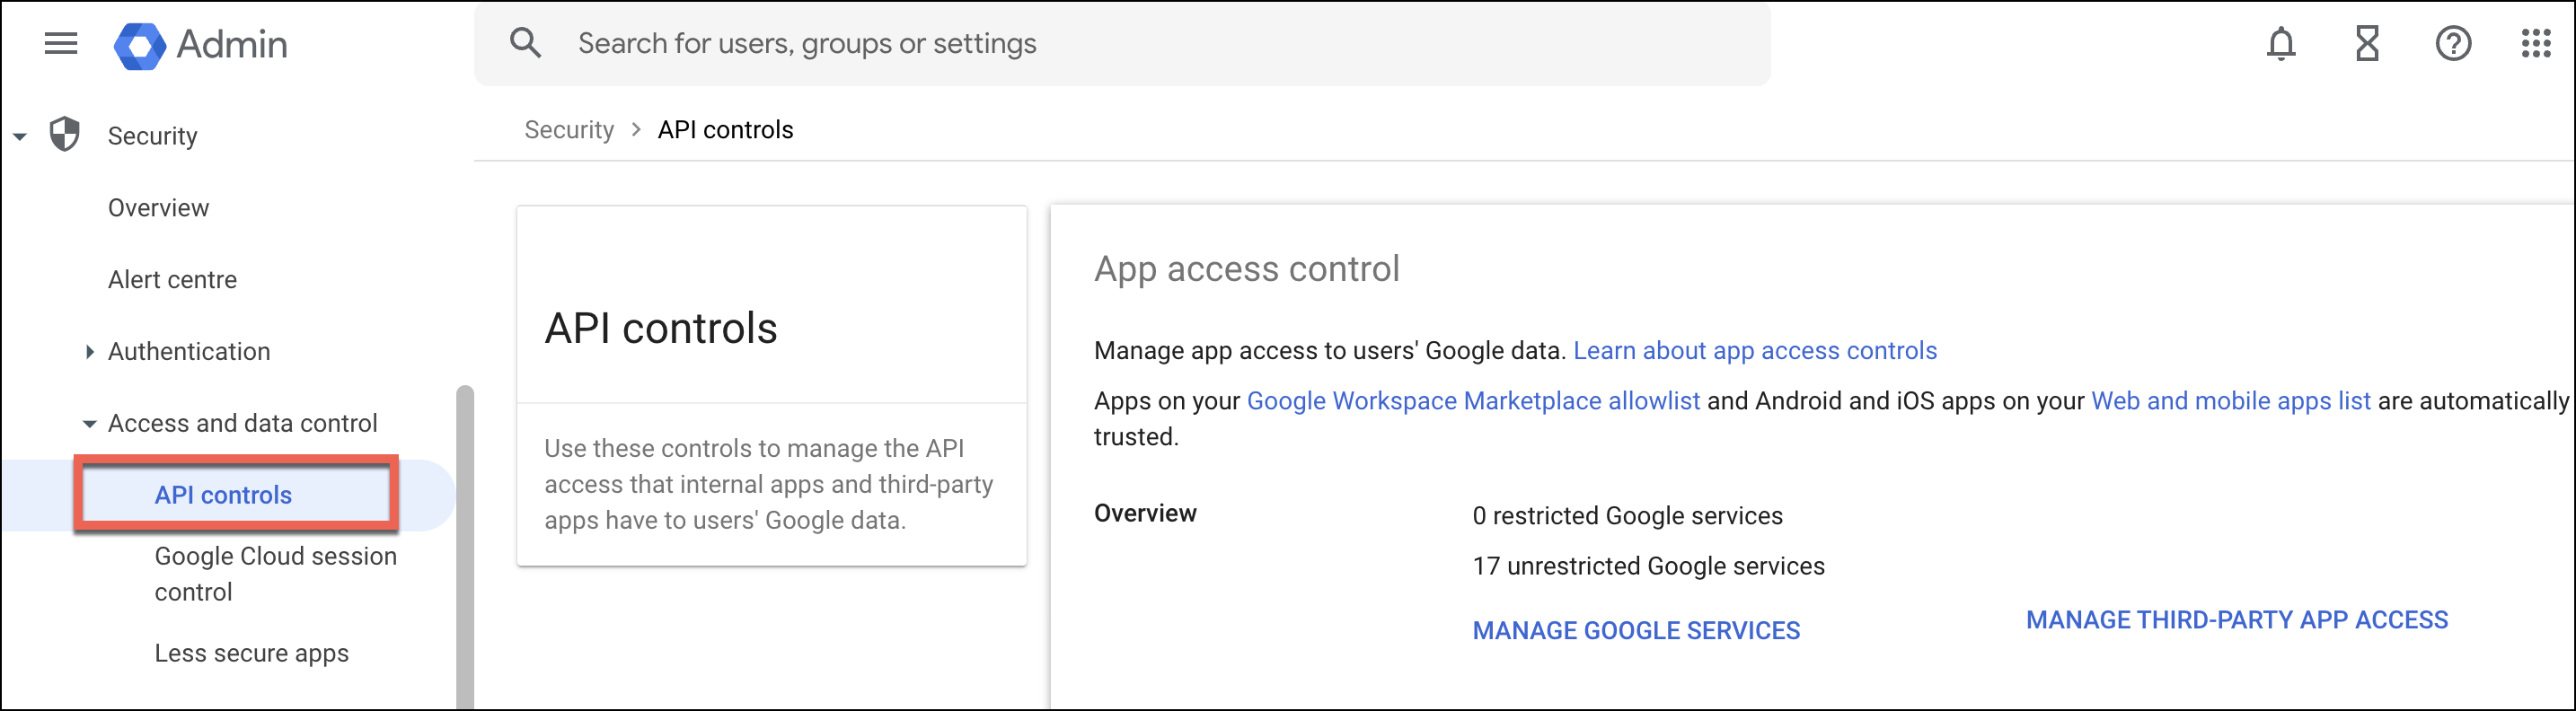 Admin
Search for users, groups or settings
Security
Overview
Alert centre
Authentication
Access and data control
API controls
Google Cloud session
control
Less secure apps
Security > API controls
API controls
Use these controls to manage the API
access that internal apps and third-party
apps have to users' Google data.
App access control
Manage app access to users' Google data. Learn about app access controls
Apps on your Google Workspace Marketplace allowlist and Android and iOS apps on your Web and mobile apps list are automatically
trusted.
Overview
0 restricted Google services
17 unrestricted Google services
MANAGE GOOGLE SERVICES
MANAGE THIRD-PARTY APP ACCESS